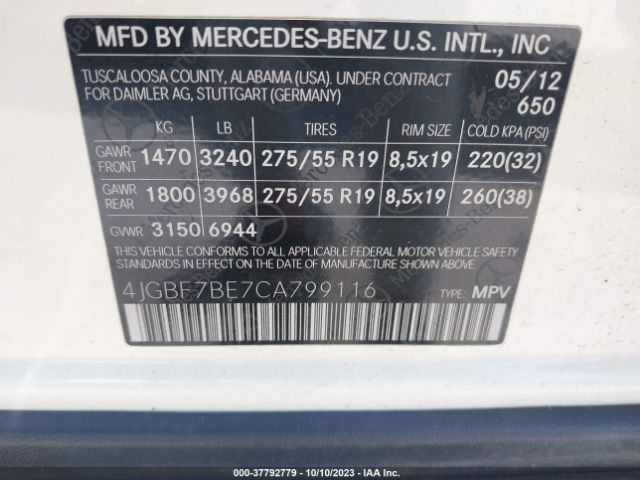 MFD BY MERCEDES-BENZ U.S. INTL., INC
TUSCALOOSA COUNTY, ALABAMA (USA). UNDER CONTRACT 05/12
FOR DAIMLER AG, STUTTGART (GERMANY) 650
KG LB TIRES RIM SIZE COLD KPA (PSI)
GAWR FRONT 1470 3240 275/55 R19 8,5x19 220(32)
GAWR REAR 1800 3968 275/55 R19 8,5x19 260(38)
GVWR 3150 6944
THIS VEHICLE CONFORMS TO ALL APPLICABLE FEDERAL MOTOR VEHICLE SAFETY
STANDARDS IN EFFECT ON THE DATE OF MANUFACTURE SHOWN ABOVE.
4JGBF7BE7CA799116 TYPE: MPV
000-37792779 - 10/10/2023 - IAA Inc.